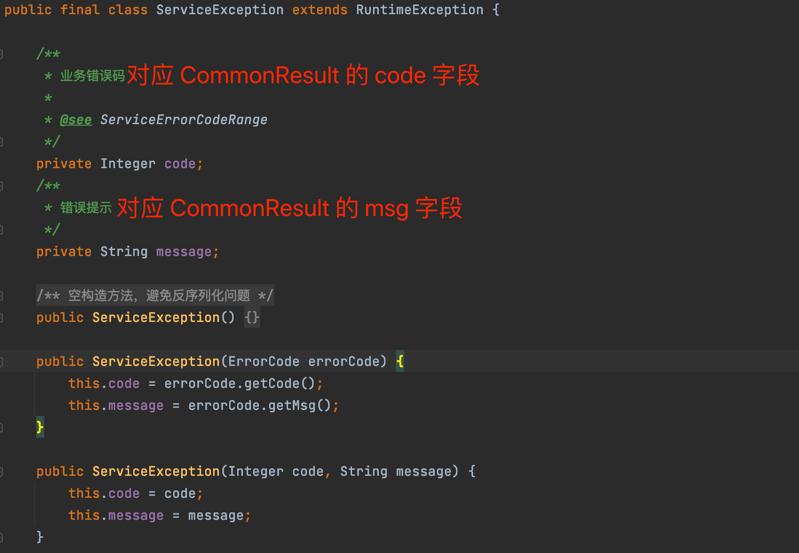 public final class ServiceException extends RuntimeException {
/**
* 业务错误码对应 CommonResult 的 code 字段
*
* @see ServiceErrorCodeRange
*/
private Integer code;
/**
* 错误提示 对应 CommonResult 的 msg 字段
*/
private String message;
/** 空构造方法，避免反序列化问题 */
public ServiceException() {}
public ServiceException(ErrorCode errorCode) {
this.code = errorCode.getCode();
this.message = errorCode.getMsg();
}
public ServiceException(Integer code, String message) {
this.code = code;
this.message = message;
}